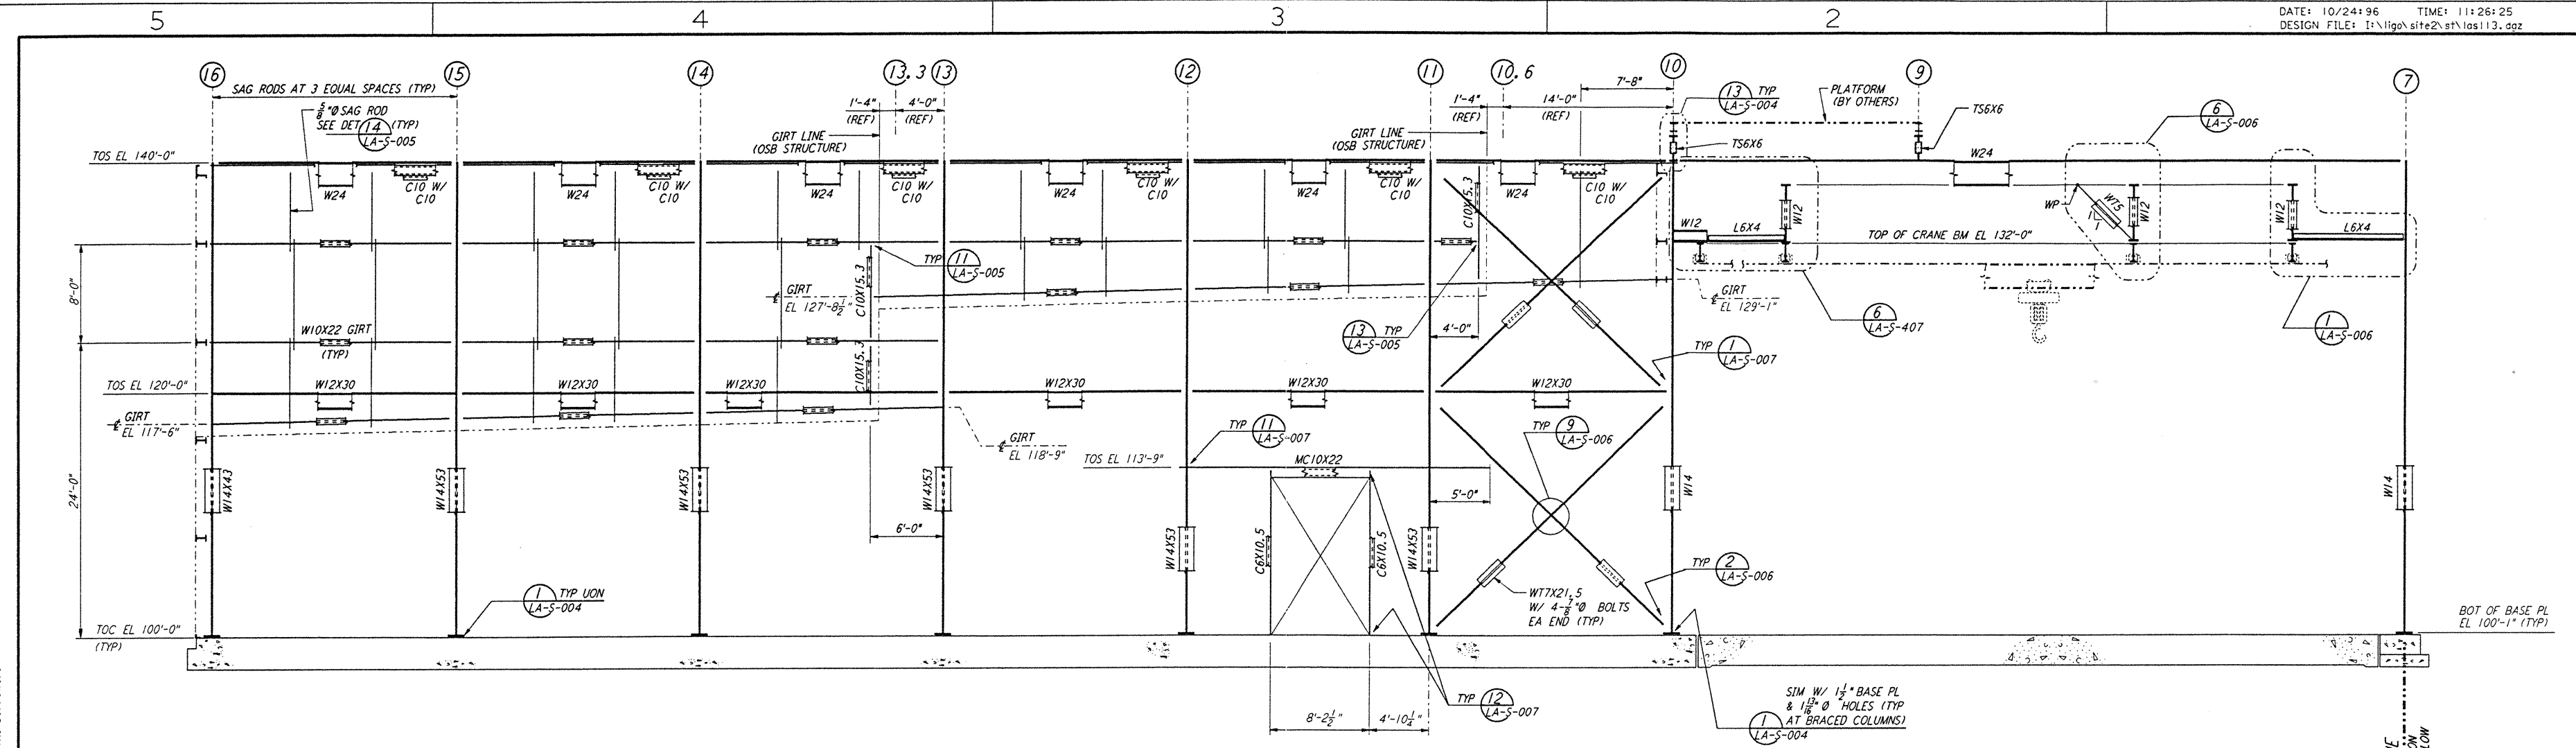 5
4
3
2
DATE: 10/24:96 TIME: 11:26:25
DESIGN FILE: I:\ligo\site2\st\las113.dgz
16
15
14
13.3
13
12
11
10.6
10
9
7
SAG RODS AT 3 EQUAL SPACES (TYP)
5/8"Ø SAG ROD
SEE DET 14 (TYP)
LA-S-005
1'-4"
(REF)
4'-0"
(REF)
GIRT LINE
(OSB STRUCTURE)
1'-4"
(REF)
14'-0"
(REF)
7'-8"
GIRT LINE
(OSB STRUCTURE)
13 TYP
LA-S-004
PLATFORM
(BY OTHERS)
TS6X6
TS6X6
6
LA-S-006
TOS EL 140'-0"
W24
C10 W/
C10
W24
C10 W/
C10
W24
C10 W/
C10
W24
C10 W/
C10
W24
C10 W/
C10
C10X15.3
W24
C10 W/
C10
W24
WP
WT5
W12
W12
W12
W12
L6X4
L6X4
TOP OF CRANE BM EL 132'-0"
8'-0"
TYP 11
LA-S-005
C10X15.3
GIRT
EL 127'-8 1/2"
GIRT
EL 129'-1"
6
LA-S-407
1
LA-S-006
W10X22 GIRT
(TYP)
13 TYP
LA-S-005
4'-0"
TYP 1
LA-S-007
C10X15.3
TOS EL 120'-0"
W12X30
W12X30
W12X30
W12X30
W12X30
W12X30
GIRT
EL 117'-6"
GIRT
EL 118'-9"
TYP 11
LA-S-007
TYP 9
LA-S-006
TOS EL 113'-9"
MC10X22
5'-0"
24'-0"
W14X43
W14X53
W14X53
W14X53
W14X53
C6X10.5
C6X10.5
W14X53
W14
W14
6'-0"
1 TYP UON
LA-S-004
WT7X21.5
W/ 4-7/8"Ø BOLTS
EA END (TYP)
TYP 2
LA-S-006
TOC EL 100'-0"
(TYP)
BOT OF BASE PL
EL 100'-1" (TYP)
TYP 12
LA-S-007
8'-2 1/2"
4'-10 1/4"
SIM W/ 1 1/2" BASE PL
& 1 13/16" Ø HOLES (TYP
1 AT BRACED COLUMNS)
LA-S-004